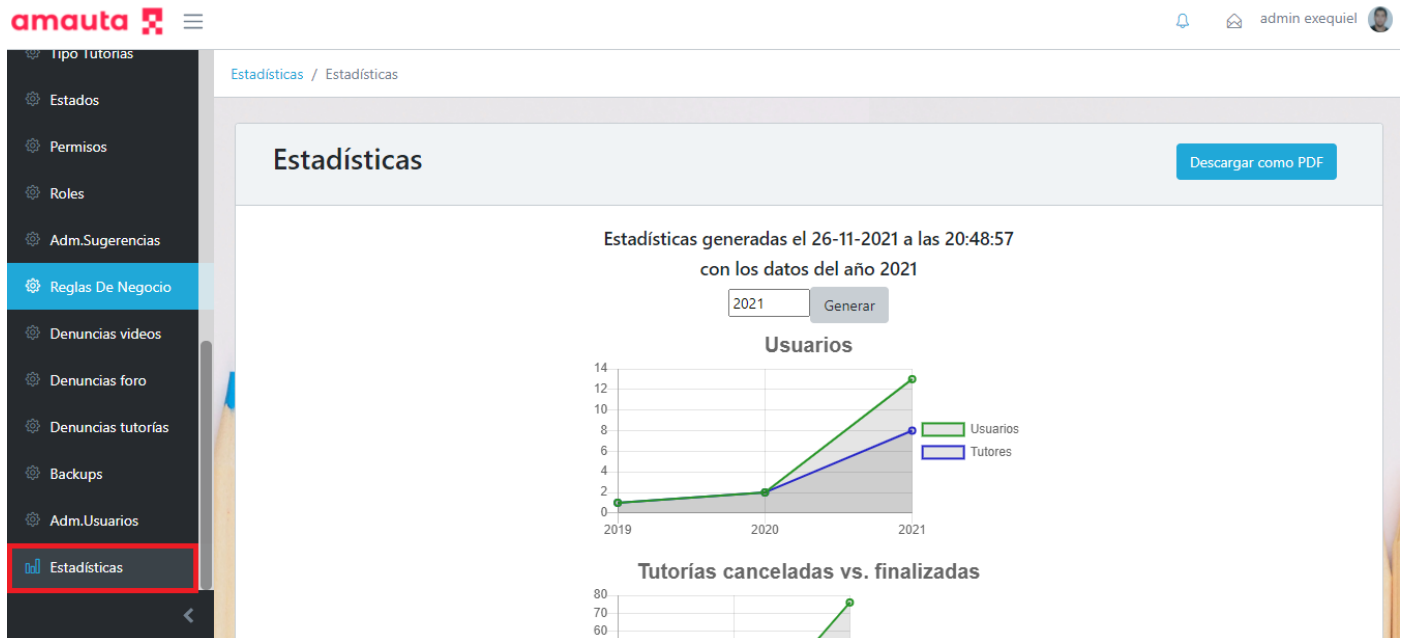 amauta
admin exequiel
Tipo Tutorías
Estados
Permisos
Roles
Adm.Sugerencias
Reglas De Negocio
Denuncias videos
Denuncias foro
Denuncias tutorías
Backups
Adm.Usuarios
Estadísticas
Estadísticas / Estadísticas
Estadísticas
Descargar como PDF
Estadísticas generadas el 26-11-2021 a las 20:48:57
con los datos del año 2021
2021 Generar
Usuarios
14
12
10
8
6
4
2
0
2019 2020 2021
Usuarios
Tutores
Tutorías canceladas vs. finalizadas
80
70
60